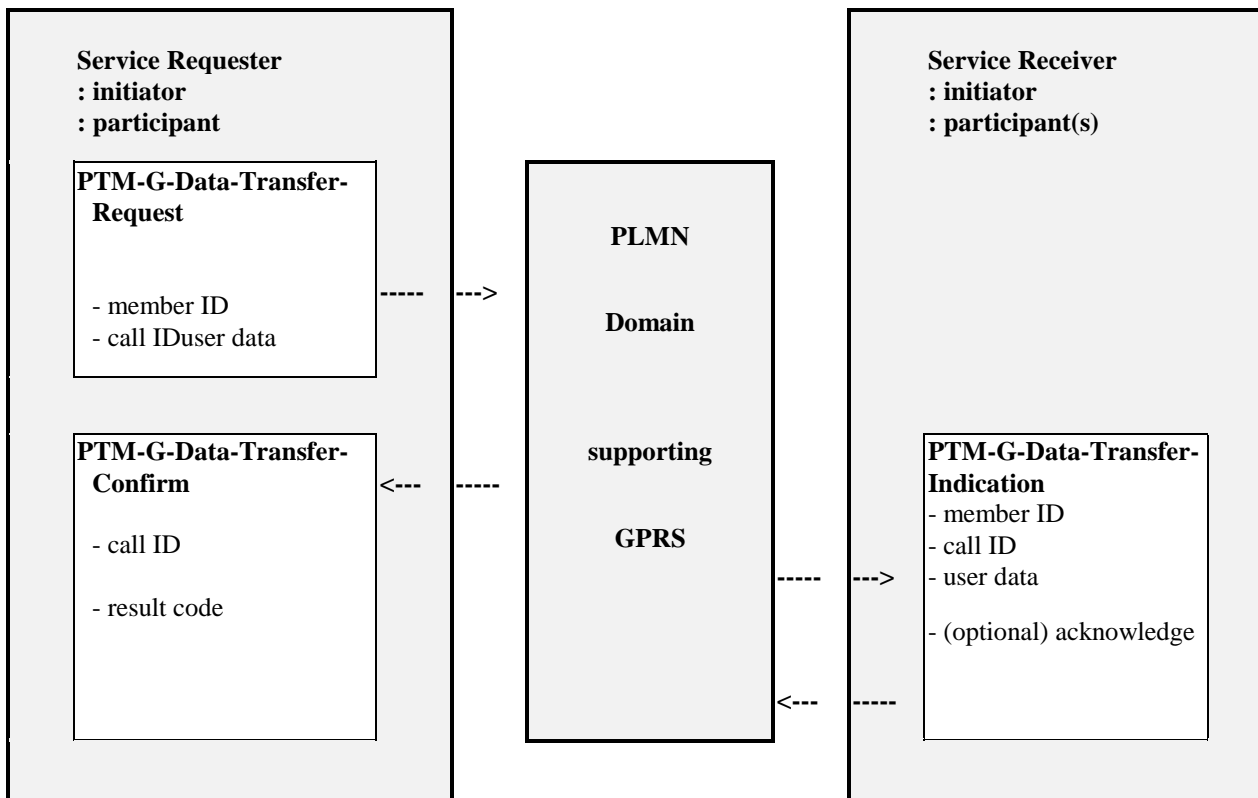 Service Requester
: initiator
: participant
PTM-G-Data-Transfer-
Request
- member ID
- call IDuser data
----- --->
PTM-G-Data-Transfer-
Confirm
<--- -----
- call ID
- result code
PLMN
Domain
supporting
GPRS
Service Receiver
: initiator
: participant(s)
PTM-G-Data-Transfer-
Indication
- member ID
- call ID
- user data
----- --->
- (optional) acknowledge
<--- -----